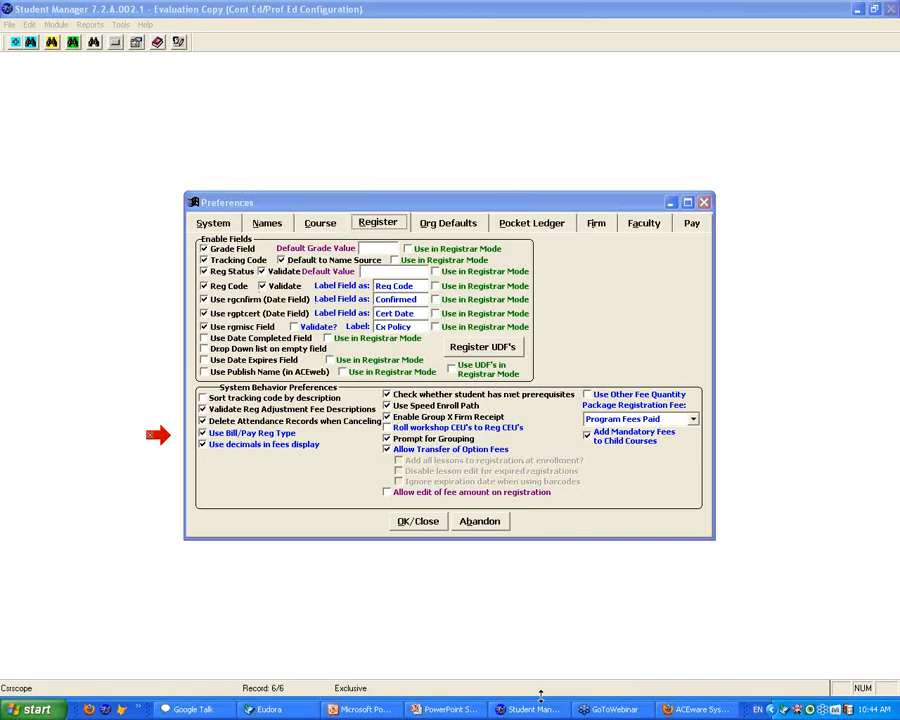 Student Manager 7.2.A.002.1 - Evaluation Copy (Cont Ed/Prof Ed Configuration)
File Edit Module Reports Tools Help
Preferences
System Names Course Register Org Defaults Pocket Ledger Firm Faculty Pay
Enable Fields
Grade Field Default Grade Value Use in Registrar Mode
Tracking Code Default to Name Source Use in Registrar Mode
Reg Status Validate Default Value Use in Registrar Mode
Reg Code Validate Label Field as: Reg Code Use in Registrar Mode
Use rgcnfirm (Date Field) Label Field as: Confirmed Use in Registrar Mode
Use rgptcert (Date Field) Label Field as: Cert Date Use in Registrar Mode
Use rgmisc Field Validate? Label: Cx Policy Use in Registrar Mode
Use Date Completed Field Use in Registrar Mode
Drop Down list on empty field
Register UDF's
Use Date Expires Field Use in Registrar Mode
Use Publish Name (in ACEweb) Use in Registrar Mode
Use UDF's in
Registrar Mode
System Behavior Preferences
Sort tracking code by description
Validate Reg Adjustment Fee Descriptions
Delete Attendance Records when Canceling
Use Bill/Pay Reg Type
Use decimals in fees display
Check whether student has met prerequisites
Use Speed Enroll Path
Enable Group X Firm Receipt
Roll workshop CEU's to Reg CEU's
Prompt for Grouping
Allow Transfer of Option Fees
Add all lessons to registration at enrollment?
Disable lesson edit for expired registrations
Ignore expiration date when using barcodes
Allow edit of fee amount on registration
Use Other Fee Quantity
Package Registration Fee:
Program Fees Paid
Add Mandatory Fees
to Child Courses
OK/Close Abandon
Csrscope Record: 6/6 Exclusive NUM
start Google Talk Eudora Microsoft Po... PowerPoint S... Student Man... GoToWebinar ACEware Sys... EN 10:44 AM